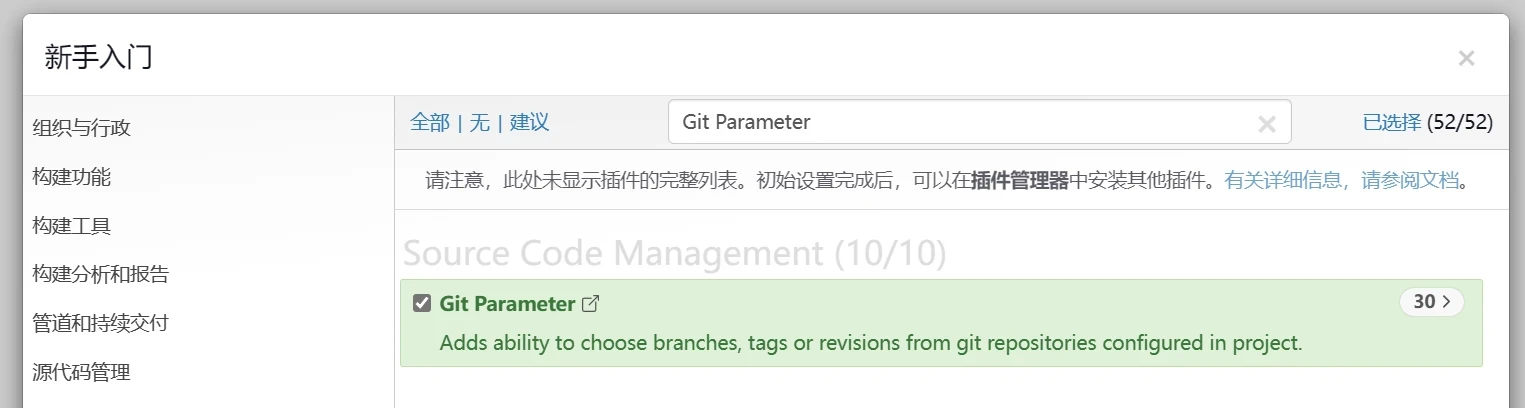 新手入门
×
组织与行政
构建功能
构建工具
构建分析和报告
管道和持续交付
源代码管理
全部 | 无 | 建议
Git Parameter
×
已选择 (52/52)
请注意，此处未显示插件的完整列表。初始设置完成后，可以在插件管理器中安装其他插件。有关详细信息，请参阅文档。
Source Code Management (10/10)
Git Parameter
30 >
Adds ability to choose branches, tags or revisions from git repositories configured in project.